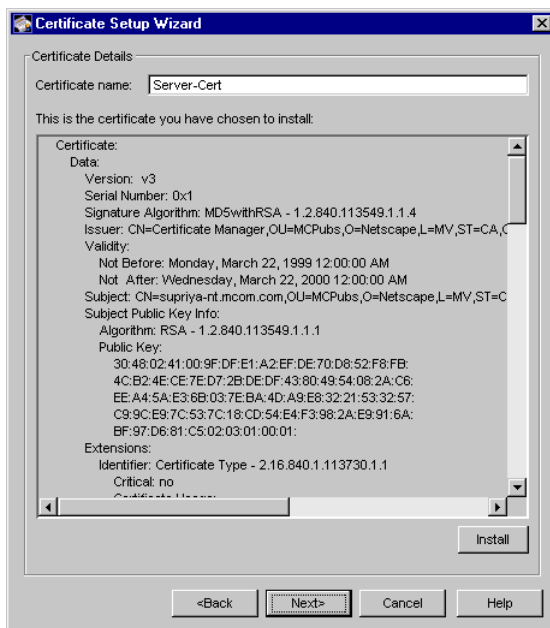 Certificate Setup Wizard
Certificate Details
Certificate name: Server-Cert
This is the certificate you have chosen to install:
Certificate:
Data:
Version: v3
Serial Number: 0x1
Signature Algorithm: MD5withRSA - 1.2.840.113549.1.1.4
Issuer: CN=Certificate Manager,OU=MCPubs,O=Netscape,L=MV,ST=CA,C
Validity:
Not Before: Monday, March 22, 1999 12:00:00 AM
Not After: Wednesday, March 22, 2000 12:00:00 AM
Subject: CN=supriya-nt.mcom.com,OU=MCPubs,O=Netscape,L=MV,ST=C
Subject Public Key Info:
Algorithm: RSA - 1.2.840.113549.1.1.1
Public Key:
30:48:02:41:00:9F:DF:E1:A2:EF:DE:70:D8:52:F8:FB:
4C:B2:4E:CE:7E:D7:2B:DE:DF:43:80:49:54:08:2A:C6:
EE:A4:5A:E3:6B:03:7E:BA:4D:A9:E8:32:21:53:32:57:
C9:9C:E9:7C:53:7C:18:CD:54:E4:F3:98:2A:E9:91:6A:
BF:97:D6:81:C5:02:03:01:00:01:
Extensions:
Identifier: Certificate Type - 2.16.840.1.113730.1.1
Critical: no
Certificate Usage:
Install
<Back Next> Cancel Help